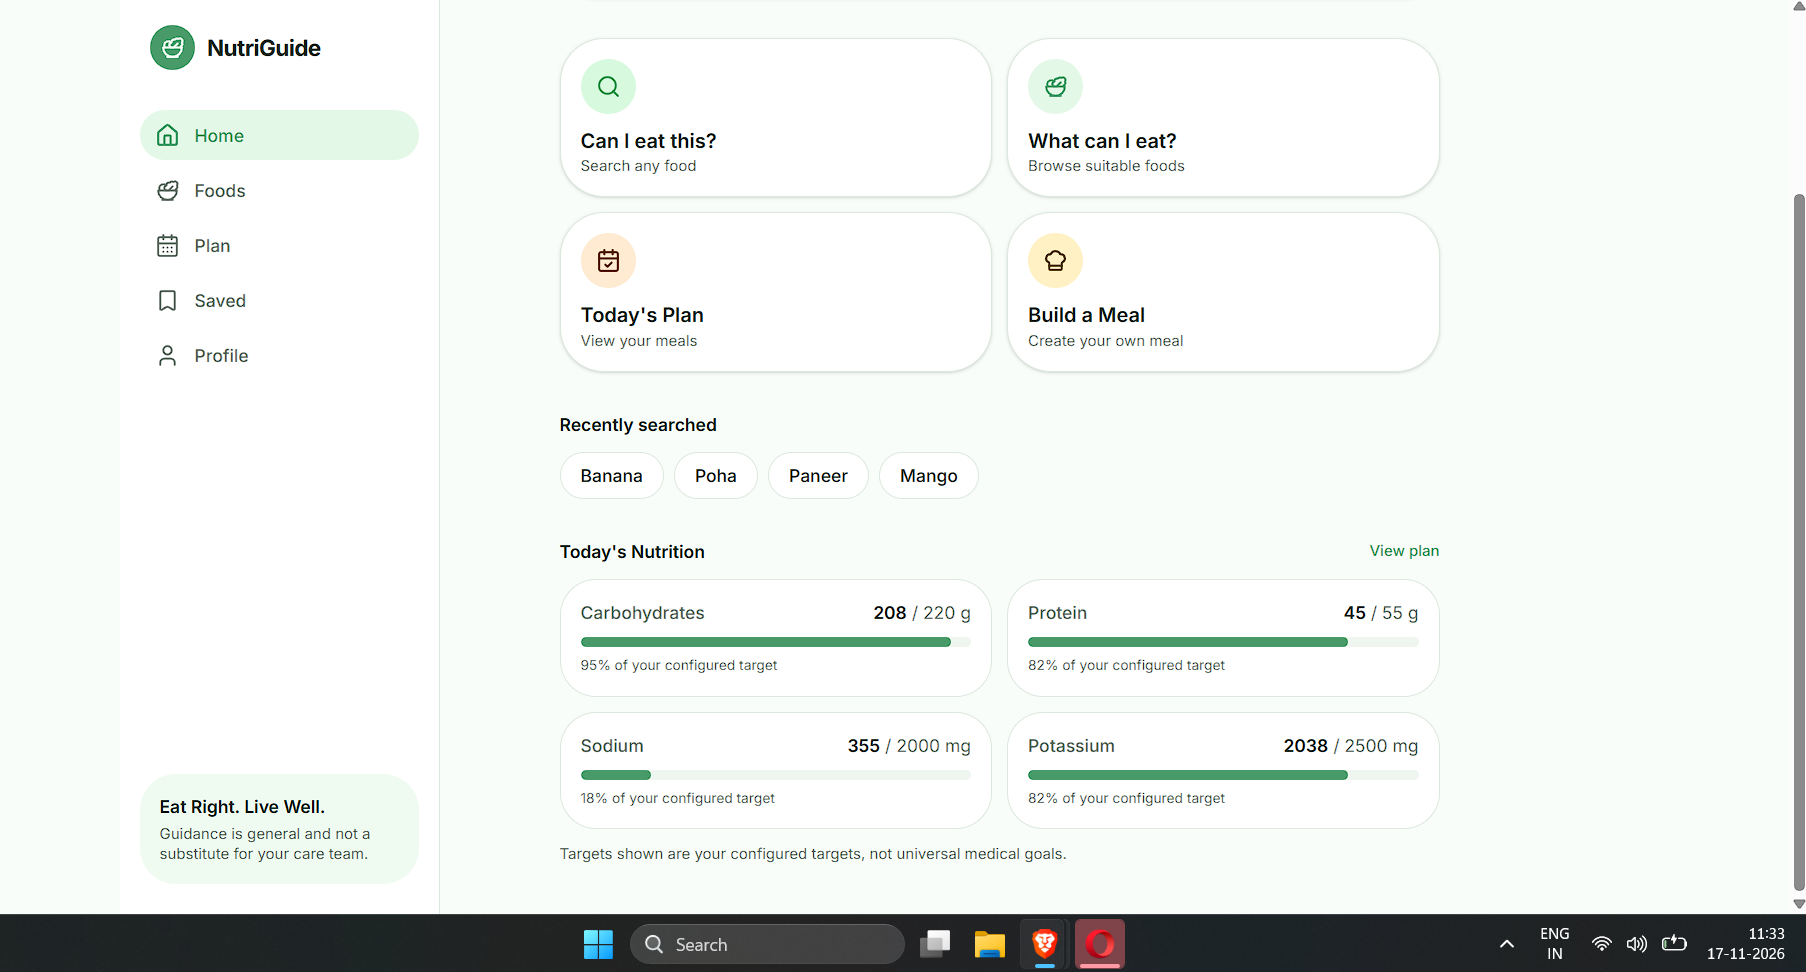 NutriGuide
Home
Foods
Plan
Saved
Profile
Eat Right. Live Well.
Guidance is general and not a
substitute for your care team.
Can I eat this?
Search any food
What can I eat?
Browse suitable foods
Today's Plan
View your meals
Build a Meal
Create your own meal
Recently searched
Banana Poha Paneer Mango
Today's Nutrition View plan
Carbohydrates 208 / 220 g
95% of your configured target
Protein 45 / 55 g
82% of your configured target
Sodium 355 / 2000 mg
18% of your configured target
Potassium 2038 / 2500 mg
82% of your configured target
Targets shown are your configured targets, not universal medical goals.
Search
ENG
IN
11:33
17-11-2026